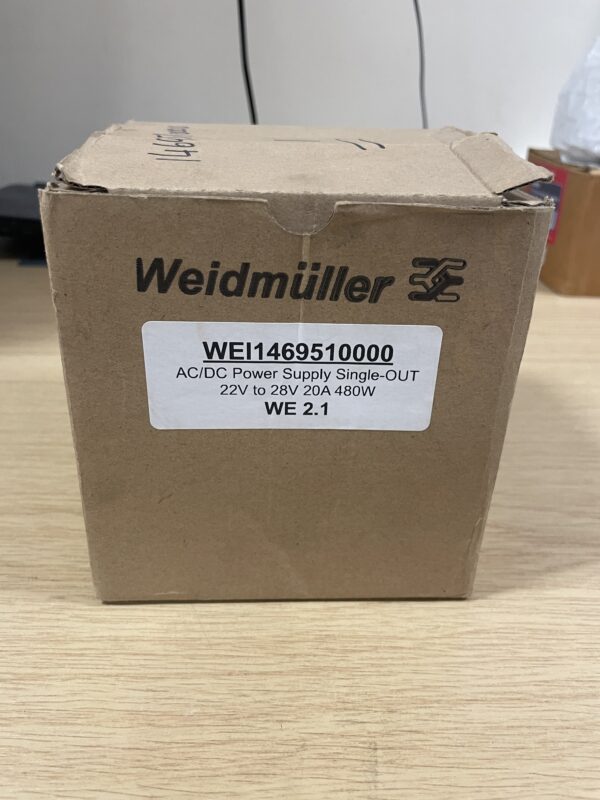 Weidmüller
WEI1469510000
AC/DC Power Supply Single-OUT
22V to 28V 20A 480W
WE 2.1